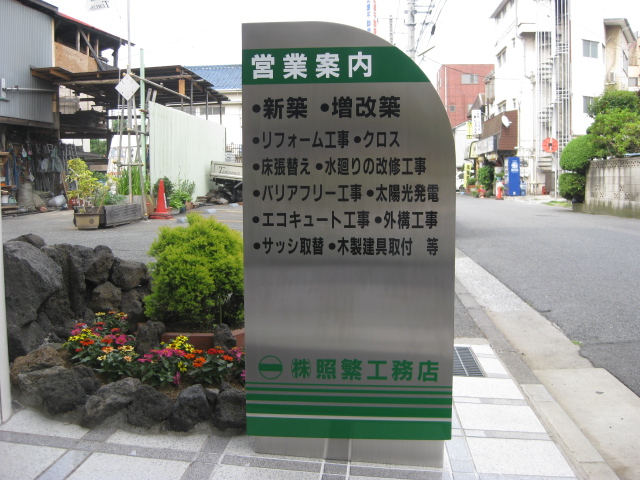 営業案内
•新築 •増改築
•リフォーム工事 •クロス
•床張替え •水廻りの改修工事
•バリアフリー工事 •太陽光発電
•エコキュート工事 •外構工事
•サッシ取替 •木製建具取付 等
㈱照繁工務店